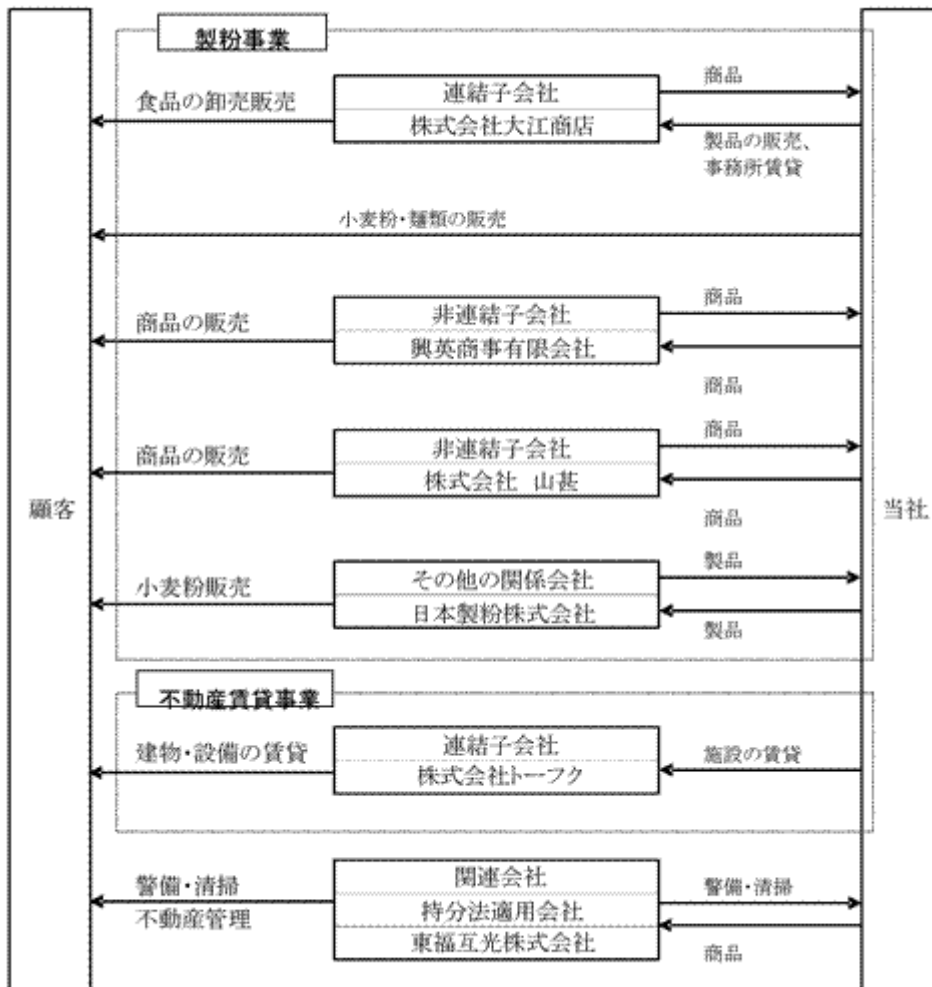 製粉事業
商品
食品の卸売販売
連結子会社
株式会社大江商店
製品の販売、
事務所賃貸
小麦粉・麺類の販売
商品
商品の販売
非連結子会社
興英商事有限会社
商品
商品
商品の販売
非連結子会社
株式会社 山甚
商品
顧客
当社
製品
小麦粉販売
その他の関係会社
日本製粉株式会社
製品
不動産賃貸事業
建物・設備の賃貸
連結子会社
株式会社トーフク
施設の賃貸
警備・清掃
不動産管理
関連会社
持分法適用会社
東福互光株式会社
警備・清掃
商品